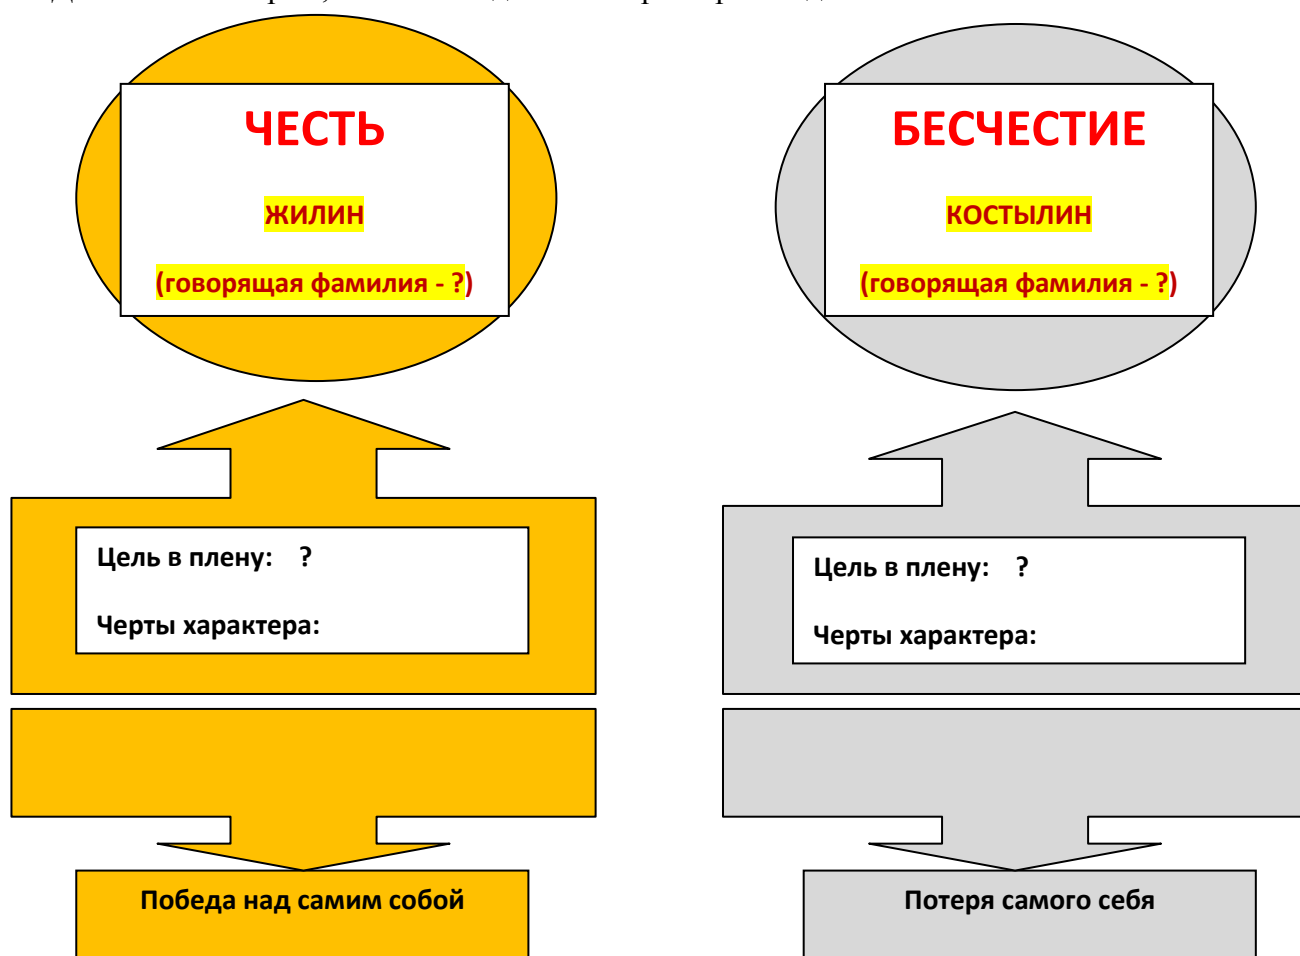 ЧЕСТЬ
ЖИЛИН
(говорящая фамилия - ?)
Цель в плену: ?
Черты характера:
Победа над самим собой
БЕСЧЕСТИЕ
КОСТЫЛИН
(говорящая фамилия - ?)
Цель в плену: ?
Черты характера:
Потеря самого себя